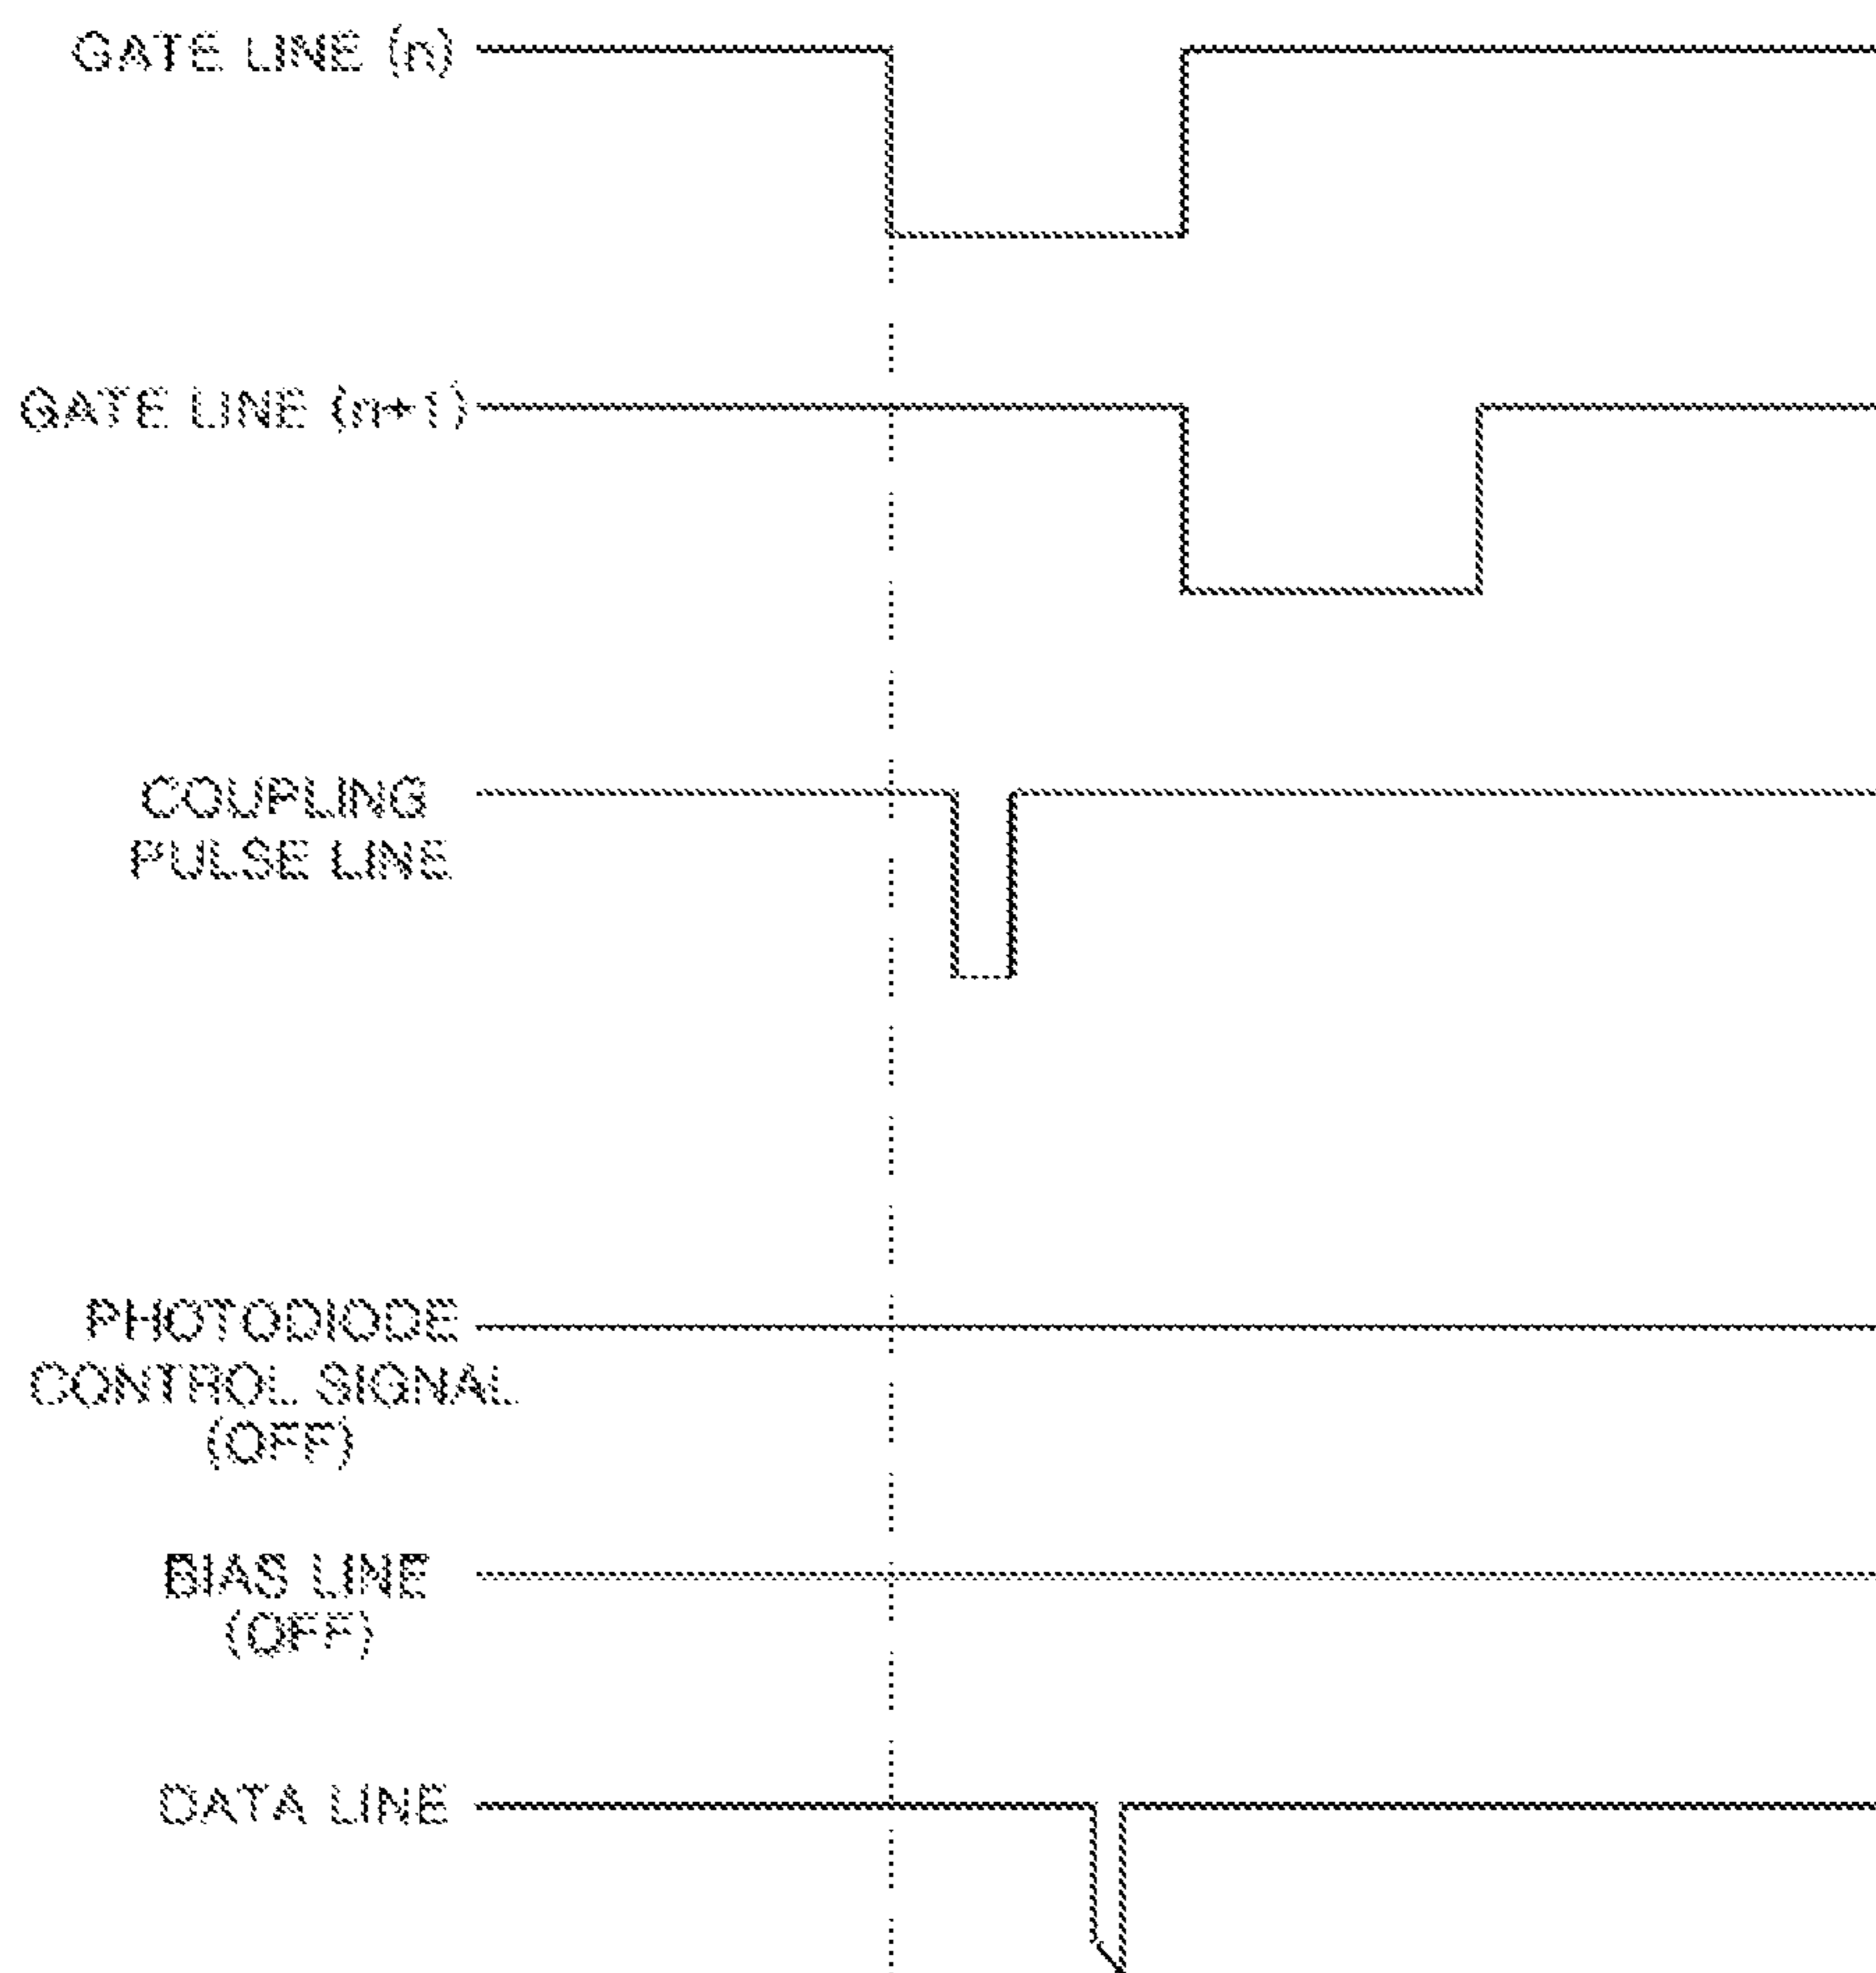 GATE LINE (n)
GATE LINE (n+1)
COUPLING
PULSE LINE
PHOTODIODE
CONTROL SIGNAL
(OFF)
BIAS LINE
(OFF)
DATA LINE